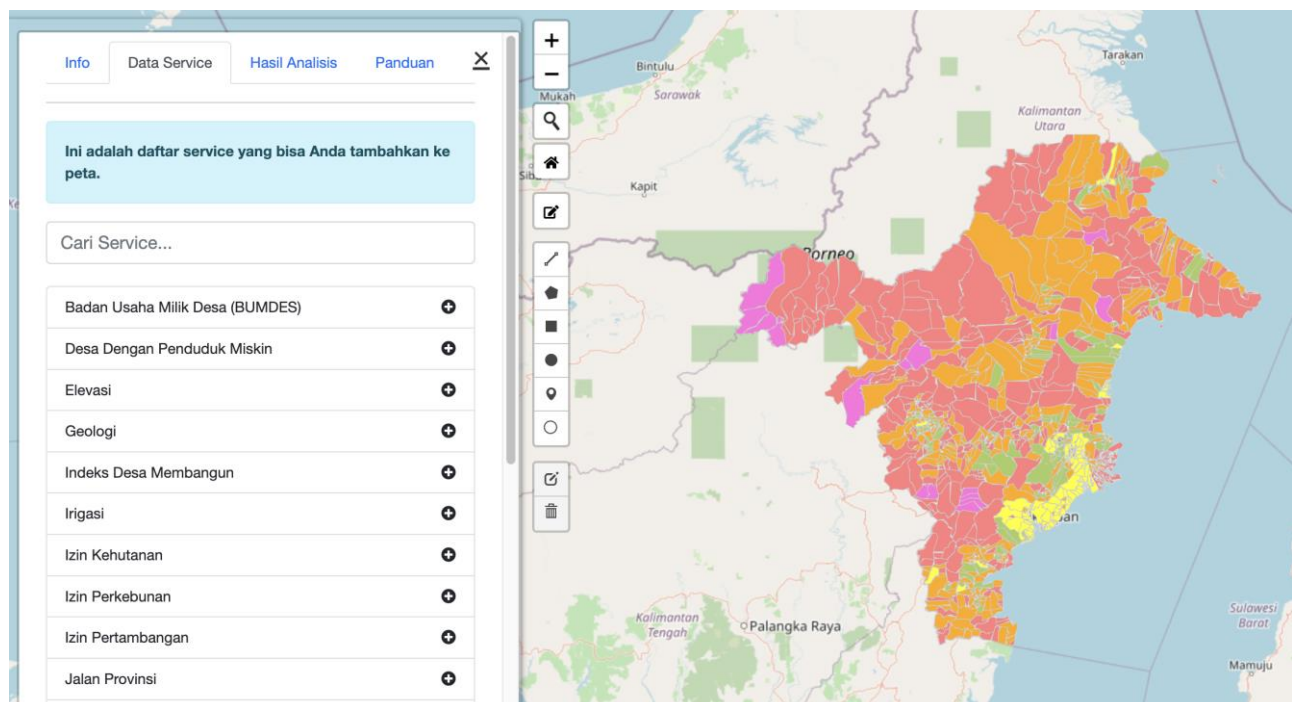 Info
Data Service
Hasil Analisis
Panduan
Ini adalah daftar service yang bisa Anda tambahkan ke
peta.
Cari Service...
Badan Usaha Milik Desa (BUMDES)
Desa Dengan Penduduk Miskin
Elevasi
Geologi
Indeks Desa Membangun
Irigasi
Izin Kehutanan
Izin Perkebunan
Izin Pertambangan
Jalan Provinsi
Bintulu
Mukah
Sarawak
Kapit
Borneo
Tarakan
Kalimantan
Utara
Kalimantan
Tengah
Palangka Raya
Sulawesi
Barat
Mamuju